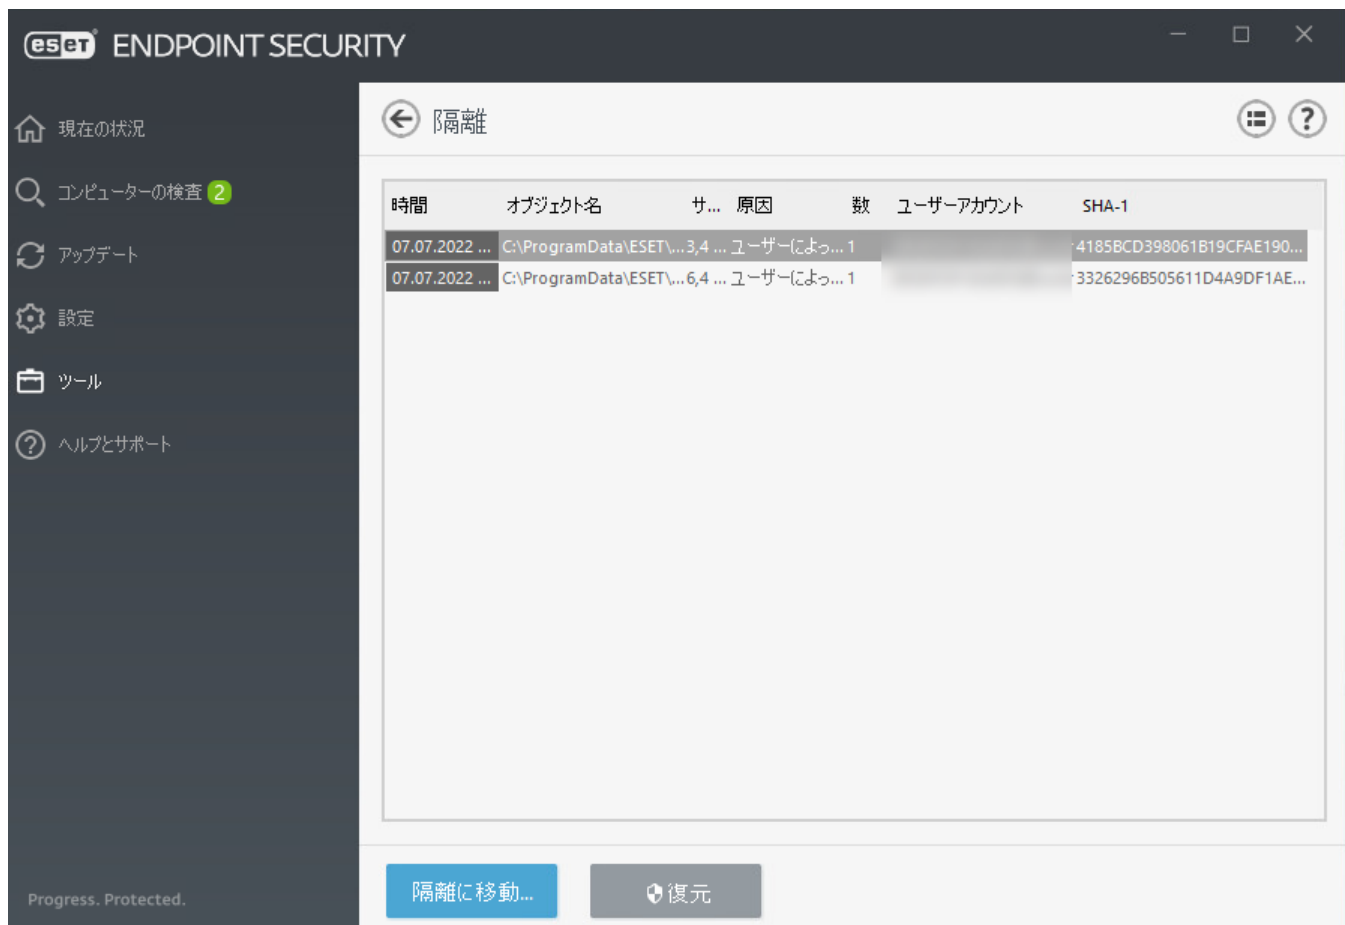 eset ENDPOINT SECURITY
現在の状況
コンピューターの検査 2
アップデート
設定
ツール
ヘルプとサポート
Progress. Protected.
隔離
時間 オブジェクト名 サ... 原因 数 ユーザーアカウント SHA-1
07.07.2022 ... C:\ProgramData\ESET\... 3,4 ... ユーザーによっ... 1 4185BCD398061B19CFAE190...
07.07.2022 ... C:\ProgramData\ESET\... 6,4 ... ユーザーによっ... 1 3326296B505611D4A9DF1AE...
隔離に移動... 復元